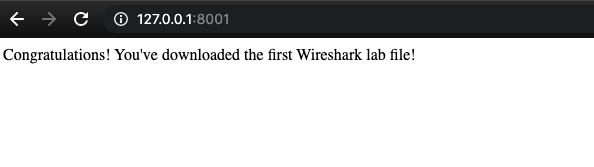 127.0.0.1:8001
Congratulations! You've downloaded the first Wireshark lab file!